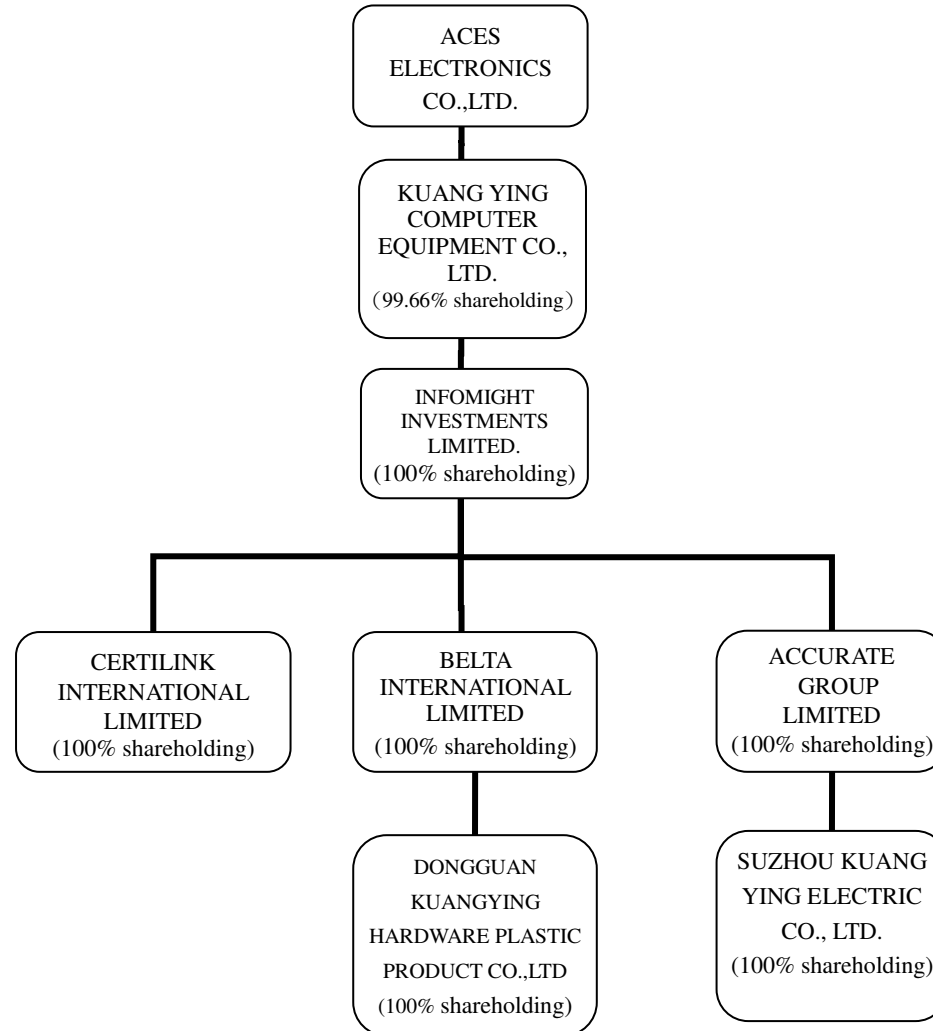 ACES
ELECTRONICS
CO.,LTD.
KUANG YING
COMPUTER
EQUIPMENT CO.,
LTD.
（99.66% shareholding）
INFOMIGHT
INVESTMENTS
LIMITED.
(100% shareholding)
CERTILINK
INTERNATIONAL
LIMITED
(100% shareholding)
BELTA
INTERNATIONAL
LIMITED
(100% shareholding)
ACCURATE
GROUP
LIMITED
(100% shareholding)
DONGGUAN
KUANGYING
HARDWARE PLASTIC
PRODUCT CO.,LTD
(100% shareholding)
SUZHOU KUANG
YING ELECTRIC
CO., LTD.
(100% shareholding)